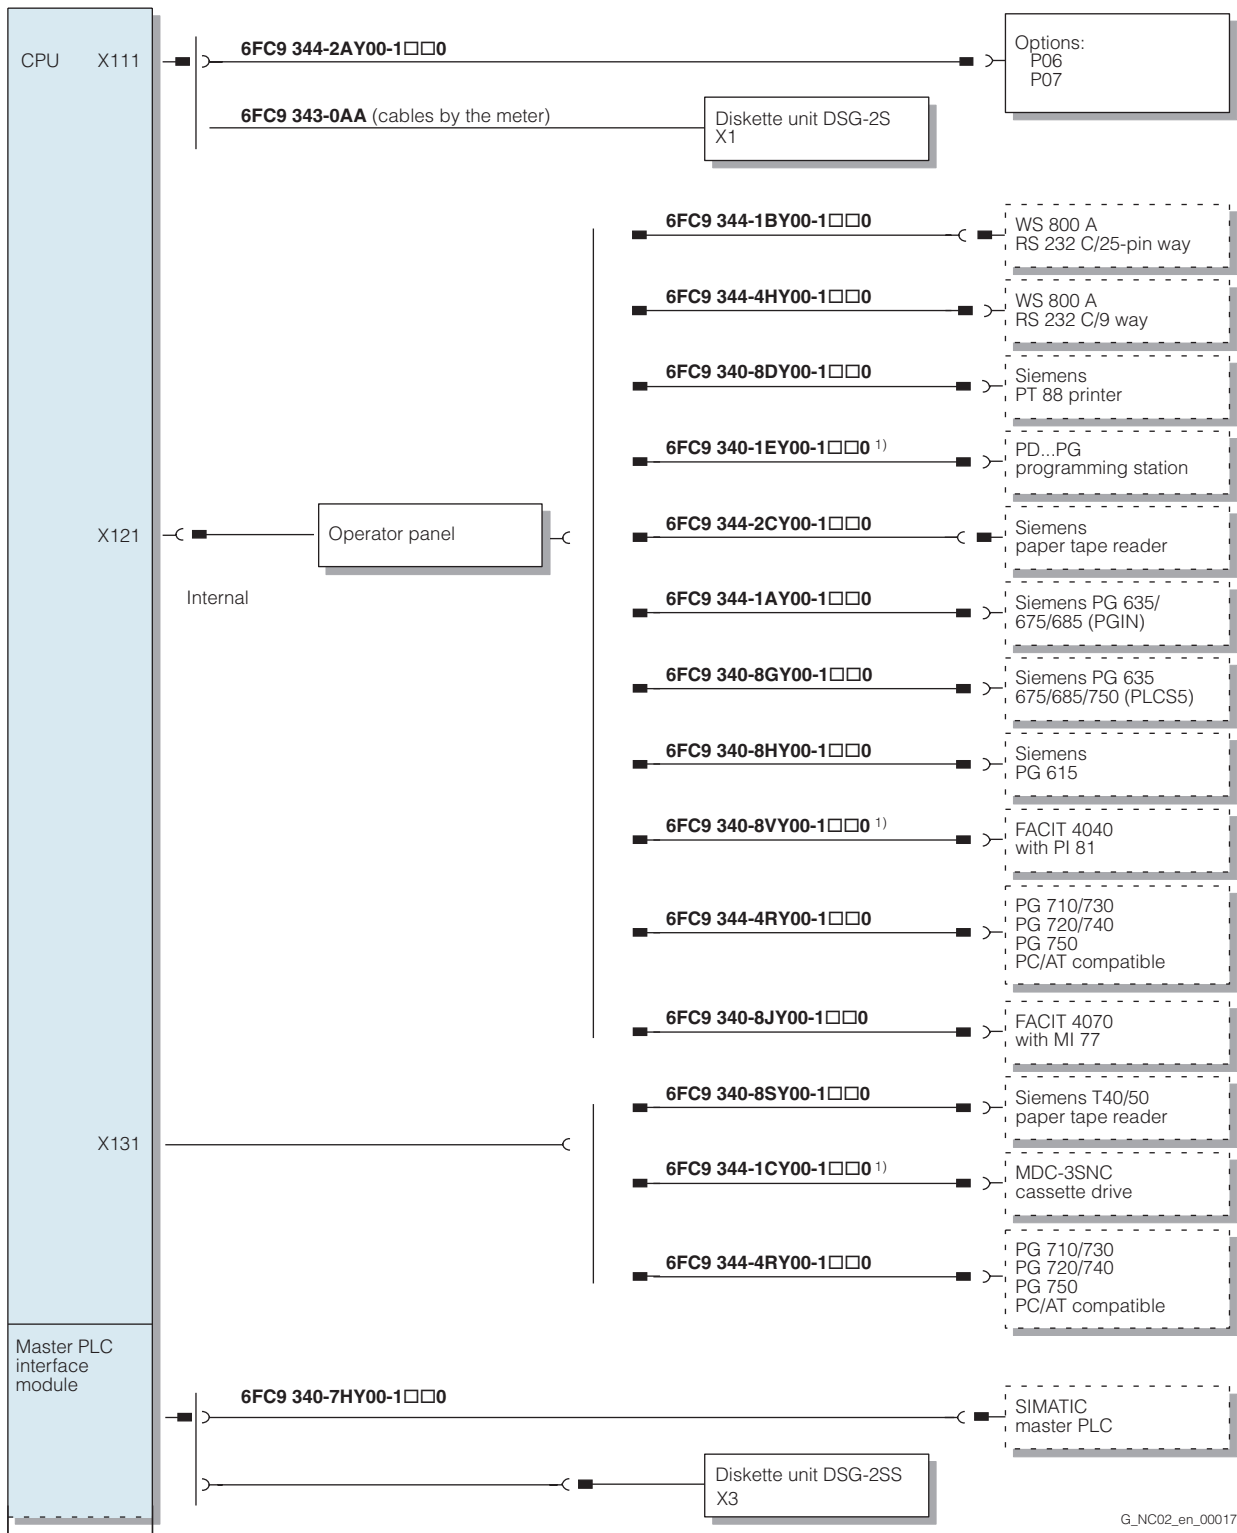 CPU X111
6FC9 344-2AY00-1□□0
Options:
P06
P07
6FC9 343-0AA (cables by the meter)
Diskette unit DSG-2S
X1
6FC9 344-1BY00-1□□0
WS 800 A
RS 232 C/25-pin way
6FC9 344-4HY00-1□□0
WS 800 A
RS 232 C/9 way
6FC9 340-8DY00-1□□0
Siemens
PT 88 printer
6FC9 340-1EY00-1□□0 1)
PD...PG
programming station
X121
Operator panel
Internal
6FC9 344-2CY00-1□□0
Siemens
paper tape reader
6FC9 344-1AY00-1□□0
Siemens PG 635/
675/685 (PGIN)
6FC9 340-8GY00-1□□0
Siemens PG 635
675/685/750 (PLCS5)
6FC9 340-8HY00-1□□0
Siemens
PG 615
6FC9 340-8VY00-1□□0 1)
FACIT 4040
with PI 81
6FC9 344-4RY00-1□□0
PG 710/730
PG 720/740
PG 750
PC/AT compatible
6FC9 340-8JY00-1□□0
FACIT 4070
with MI 77
X131
6FC9 340-8SY00-1□□0
Siemens T40/50
paper tape reader
6FC9 344-1CY00-1□□0 1)
MDC-3SNC
cassette drive
6FC9 344-4RY00-1□□0
PG 710/730
PG 720/740
PG 750
PC/AT compatible
Master PLC
interface
module
6FC9 340-7HY00-1□□0
SIMATIC
master PLC
Diskette unit DSG-2SS
X3
G_NC02_en_00017